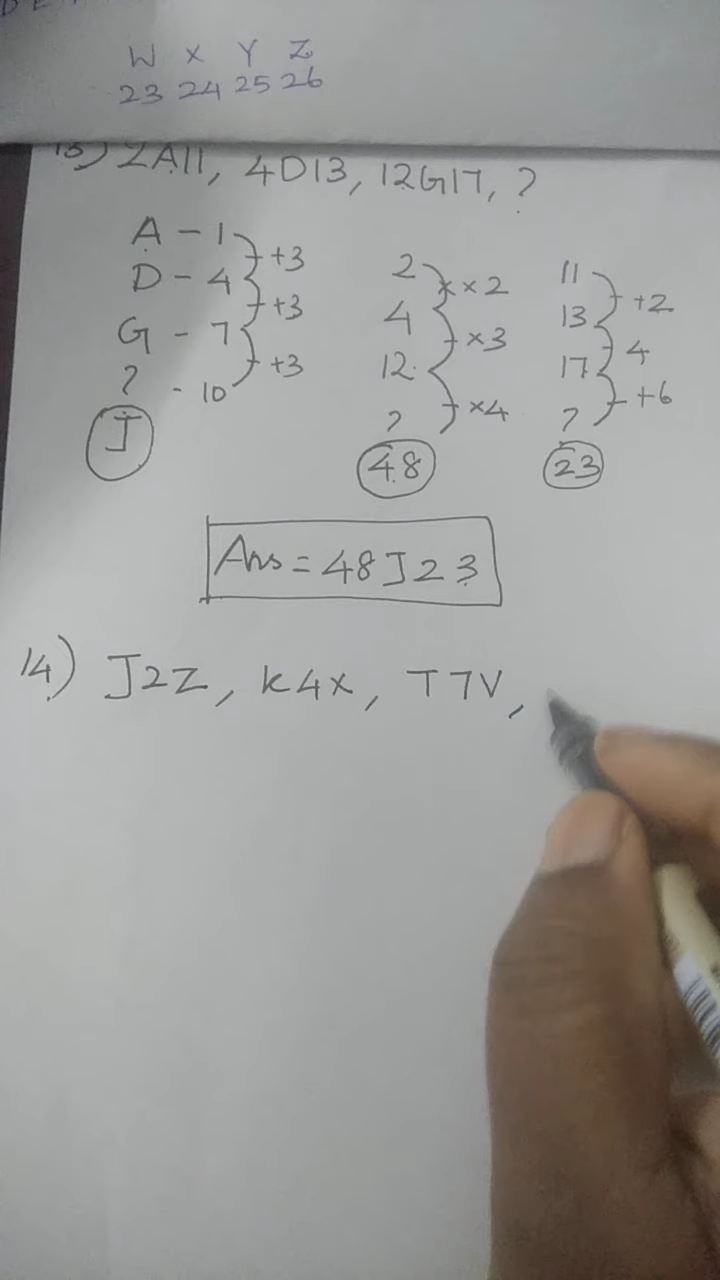 W X Y Z
23 24 25 26
13) 2A11, 4D13, 12G17, ?
A - 1 +3
D - 4 +3
G - 7 +3
? - 10
J
2 × ×2
4 ×3
12 ×4
?
48
11 +2
13 4
17 +6
?
23
Ans = 48J23
14) J2Z, K4X, T7V,